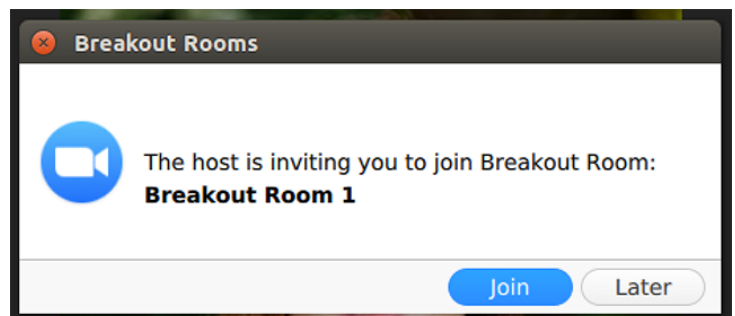 Breakout Rooms
The host is inviting you to join Breakout Room:
Breakout Room 1
Join
Later